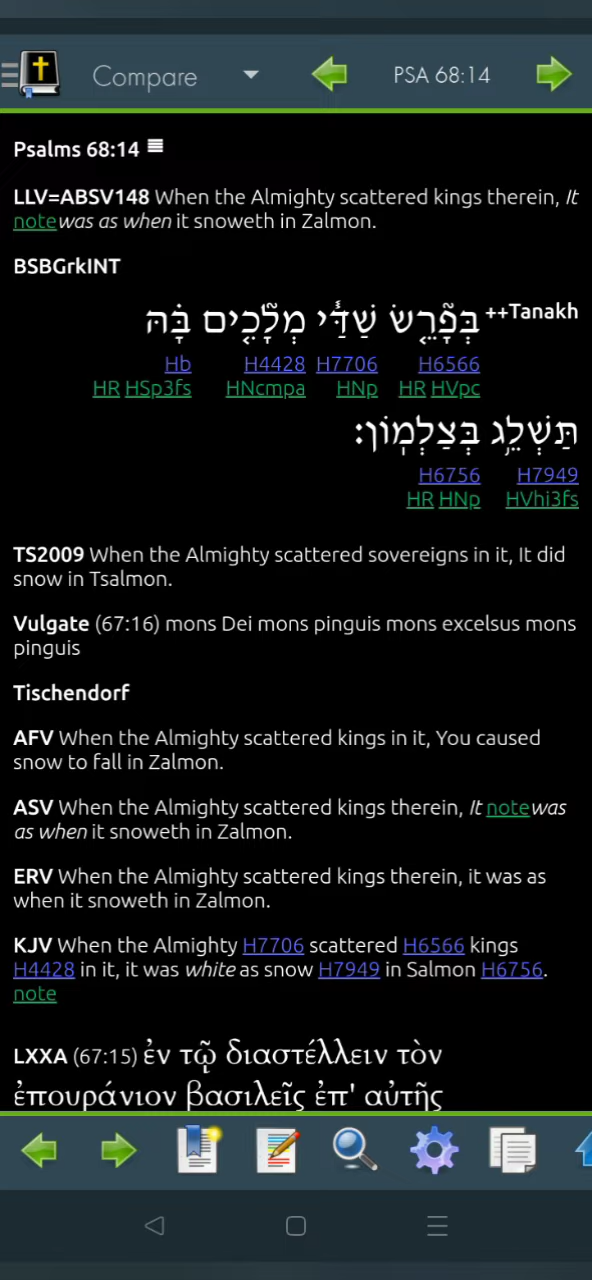 Compare
PSA 68:14
Psalms 68:14
LLV=ABSV148 When the Almighty scattered kings therein, It
notewas as when it snoweth in Zalmon.
BSBGrkINT
++Tanakh בְּפָ֘רֵ֤שׂ שַׁדַּ֓י מְלָ֘כִ֤ים בָּ֗הּ
H6566 H7706 H4428 Hb
HR HVpc HNp HNcmpa HR HSp3fs
תַּשְׁלֵ֥ג בְּצַלְמֽוֹן׃
H7949 H6756
HVhi3fs HR HNp
TS2009 When the Almighty scattered sovereigns in it, It did
snow in Tsalmon.
Vulgate (67:16) mons Dei mons pinguis mons excelsus mons
pinguis
Tischendorf
AFV When the Almighty scattered kings in it, You caused
snow to fall in Zalmon.
ASV When the Almighty scattered kings therein, It notewas
as when it snoweth in Zalmon.
ERV When the Almighty scattered kings therein, it was as
when it snoweth in Zalmon.
KJV When the Almighty H7706 scattered H6566 kings
H4428 in it, it was white as snow H7949 in Salmon H6756.
note
LXXA (67:15) ἐν τῷ διαστέλλειν τὸν
ἐπουράνιον βασιλεῖς ἐπ' αὐτῆς